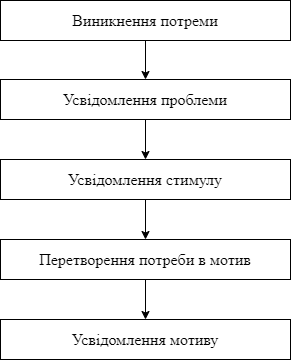 Виникнення потреми
Усвідомлення проблеми
Усвідомлення стимулу
Перетворення потреби в мотив
Усвідомлення мотиву